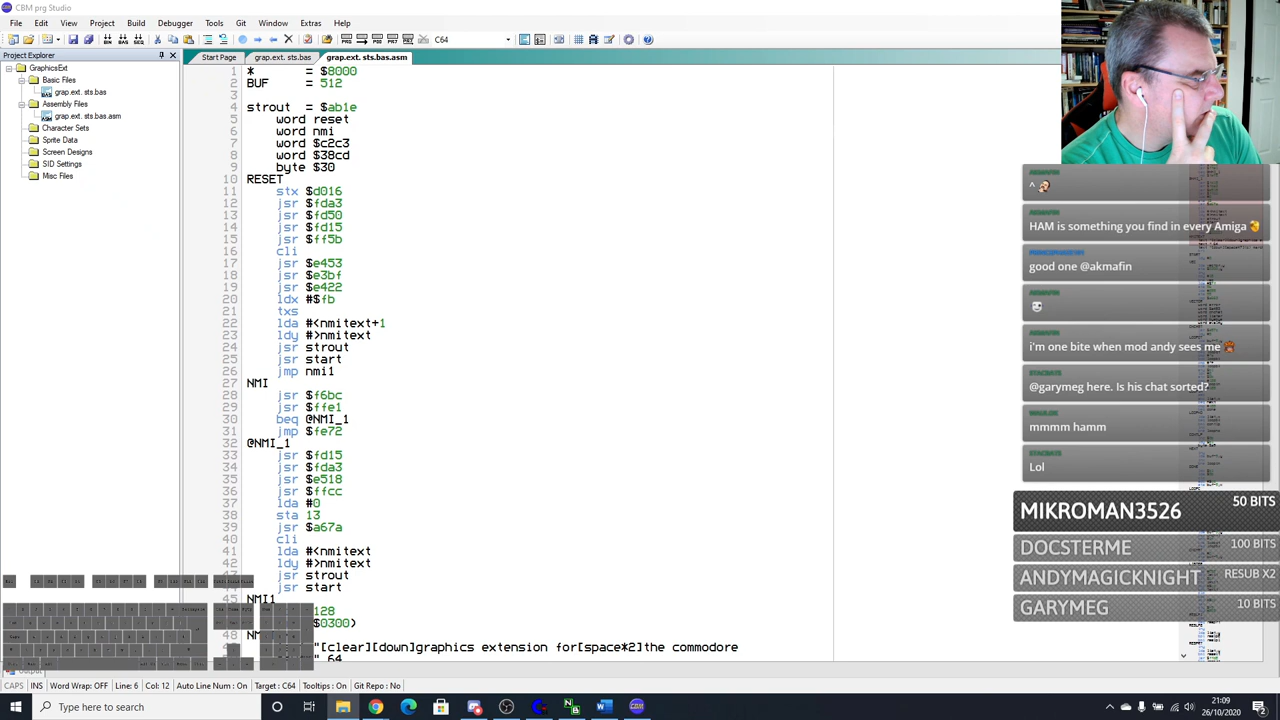 CBM prg Studio
File Edit View Project Build Debugger Tools Git Window Extras Help
C64
Project Explorer
Start Page grap.ext. sts.bas grap.ext. sts.bas.asm
GraphicsExt
Basic Files
grap.ext. sts.bas
Assembly Files
grap.ext. sts.bas.asm
Character Sets
Sprite Data
Screen Designs
SID Settings
Misc Files
1 * = $8000
2 BUF = 512
3
4 strout = $ab1e
5 word reset
6 word nmi
7 word $c2c3
8 word $38cd
9 byte $30
10 RESET
11 stx $d016
12 jsr $fda3
13 jsr $fd50
14 jsr $fd15
15 jsr $ff5b
16 cli
17 jsr $e453
18 jsr $e3bf
19 jsr $e422
20 ldx #$fb
21 txs
22 lda #<nmitext+1
23 ldy #>nmitext
24 jsr strout
25 jsr start
26 jmp nmi1
27 NMI
28 jsr $f6bc
29 jsr $ffe1
30 beq @NMI_1
31 jmp $fe72
32 @NMI_1
33 jsr $fd15
34 jsr $fda3
35 jsr $e518
36 jsr $ffcc
37 lda #0
38 sta 13
39 jsr $a67a
40 cli
41 lda #<nmitext
42 ldy #>nmitext
43 jsr strout
44 jsr start
45 NMI1
128
$0300)
48
"[clear][down]graphics extension for[space*2]the commodore
" 64
^
HAM is something you find in every Amiga
good one @akmafin
i'm one bite when mod andy sees me
@garymeg here. Is his chat sorted?
mmmm hamm
Lol
MIKROMAN3526 50 BITS
DOCSTERME 100 BITS
ANDYMAGICKNIGHT RESUB X2
GARYMEG 10 BITS
Output
CAPS INS Word Wrap: OFF Line: 6 Col: 12 Auto Line Num : On Target : C64 Tooltips : On Git Repo : No
Type here to search
21:09
26/10/2020